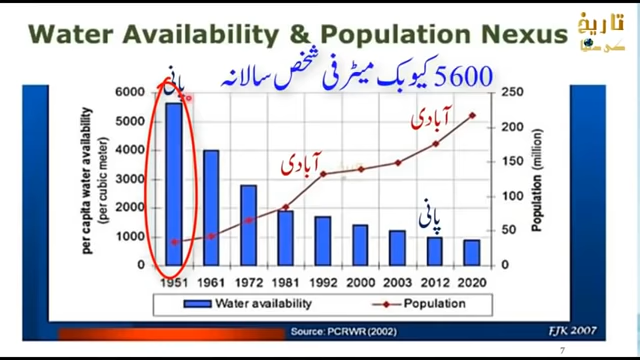 Water Availability & Population Nexus
تاریخ
5600 کیوبک میٹر فی شخص سالانہ
پانی
6000
5000
4000
3000
2000
1000
0
per capita water availability
(per cubic meter)
آبادی
آبادی
پانی
250
200
150
100
50
0
Population (million)
1951 1961 1972 1981 1992 2000 2003 2012 2020
Water availability Population
Source: PCRWR (2002)
FJK 2007
7